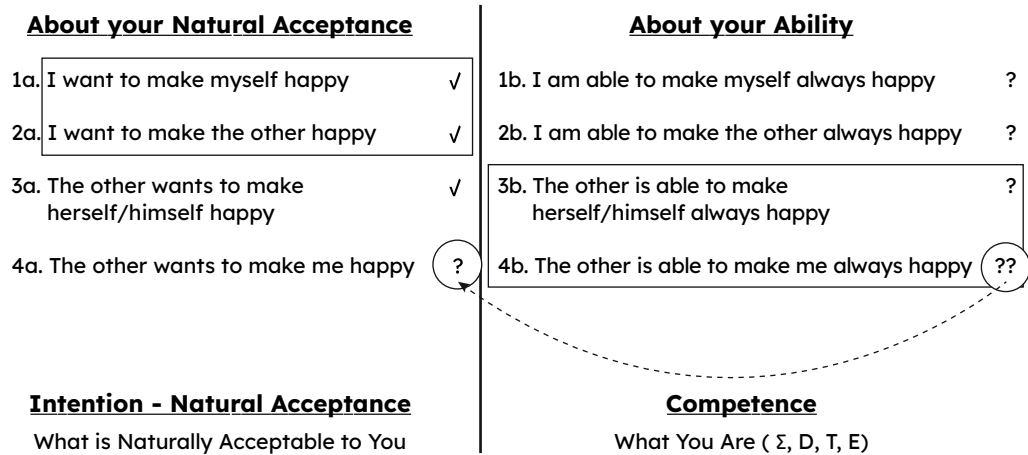 About your Natural Acceptance
1a. I want to make myself happy √
2a. I want to make the other happy √
3a. The other wants to make √
herself/himself happy
4a. The other wants to make me happy ?
Intention - Natural Acceptance
What is Naturally Acceptable to You
About your Ability
1b. I am able to make myself always happy ?
2b. I am able to make the other always happy ?
3b. The other is able to make ?
herself/himself always happy
4b. The other is able to make me always happy ??
Competence
What You Are ( Σ, D, T, E)